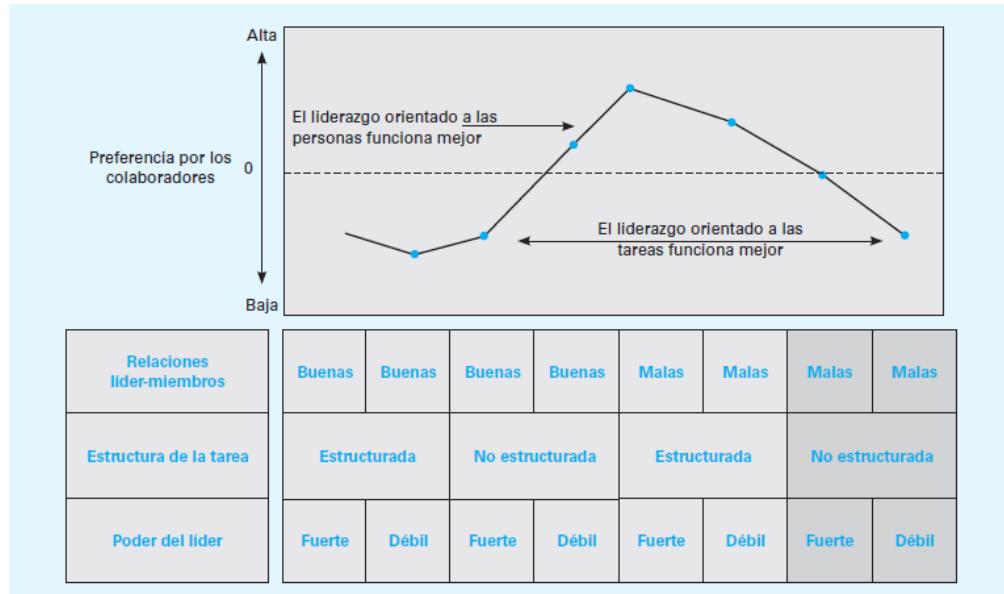 Alta
El liderazgo orientado a las
personas funciona mejor
Preferencia por los
colaboradores
0
El liderazgo orientado a las
tareas funciona mejor
Baja
Relaciones
líder-miembros
Buenas Buenas Buenas Buenas Malas Malas Malas Malas
Estructura de la tarea
Estructurada No estructurada Estructurada No estructurada
Poder del líder
Fuerte Débil Fuerte Débil Fuerte Débil Fuerte Débil